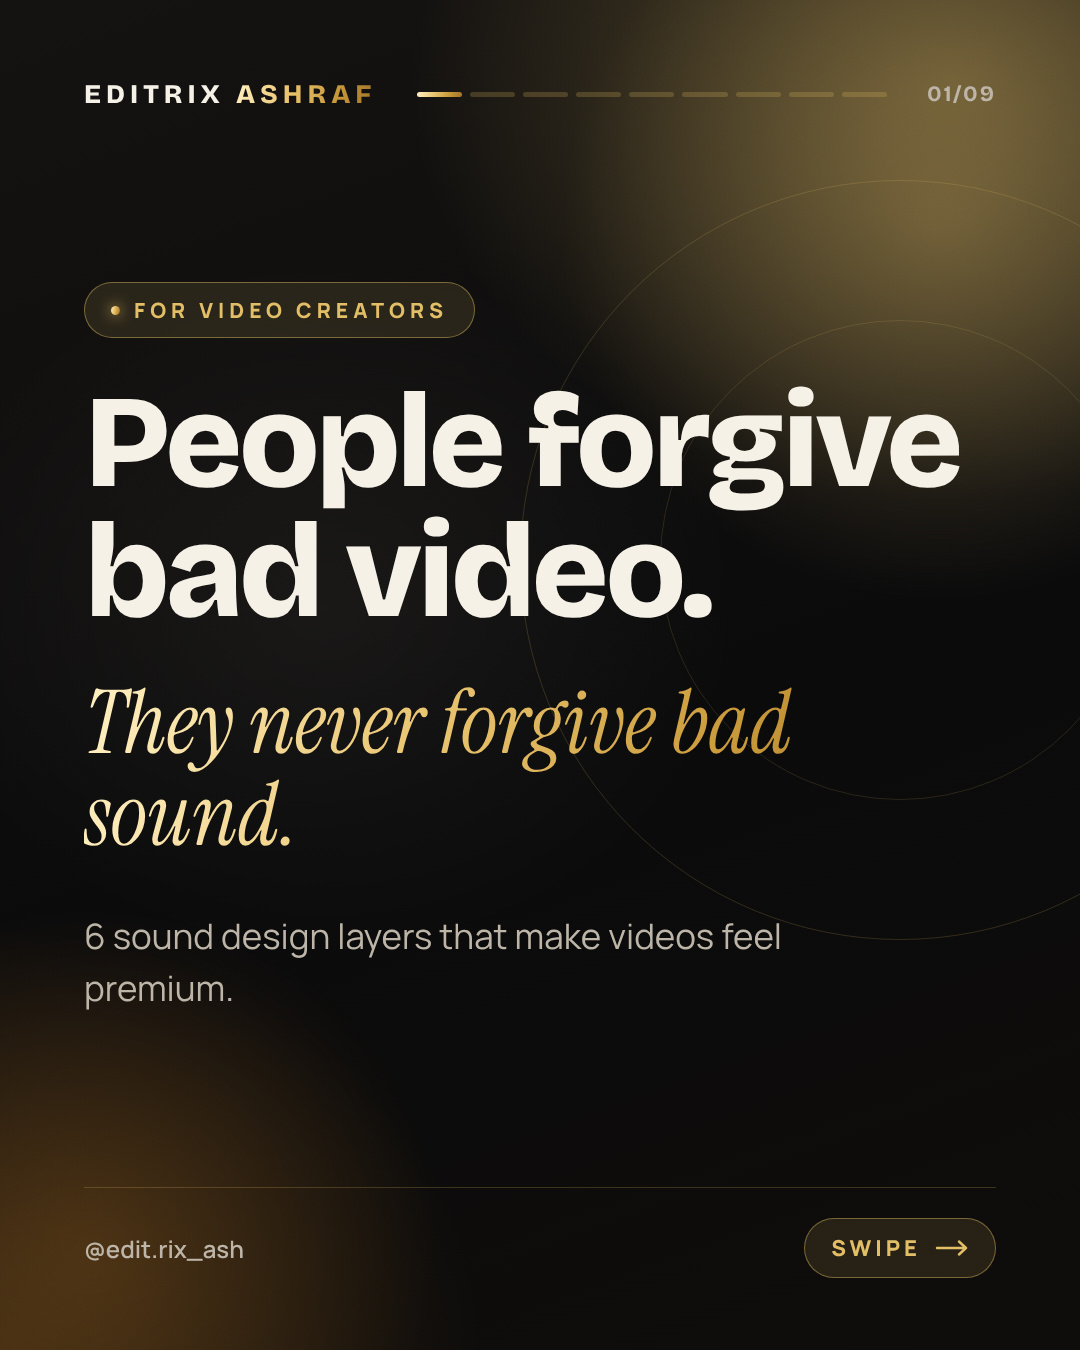 EDITRIX ASHRAF
01/09
FOR VIDEO CREATORS
People forgive
bad video.
They never forgive bad
sound.
6 sound design layers that make videos feel
premium.
@edit.rix_ash
SWIPE →